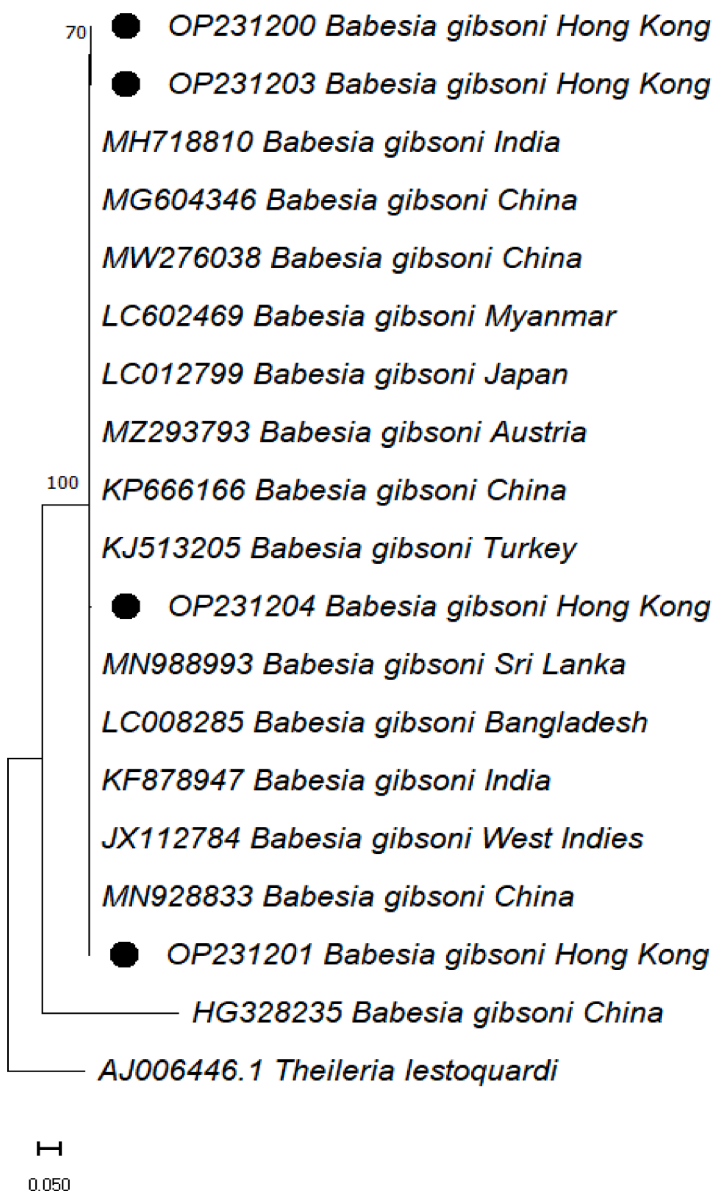 70
OP231200 Babesia gibsoni Hong Kong
OP231203 Babesia gibsoni Hong Kong
MH718810 Babesia gibsoni India
MG604346 Babesia gibsoni China
MW276038 Babesia gibsoni China
LC602469 Babesia gibsoni Myanmar
LC012799 Babesia gibsoni Japan
MZ293793 Babesia gibsoni Austria
100
KP666166 Babesia gibsoni China
KJ513205 Babesia gibsoni Turkey
OP231204 Babesia gibsoni Hong Kong
MN988993 Babesia gibsoni Sri Lanka
LC008285 Babesia gibsoni Bangladesh
KF878947 Babesia gibsoni India
JX112784 Babesia gibsoni West Indies
MN928833 Babesia gibsoni China
OP231201 Babesia gibsoni Hong Kong
HG328235 Babesia gibsoni China
AJ006446.1 Theileria lestoquardi
0.050